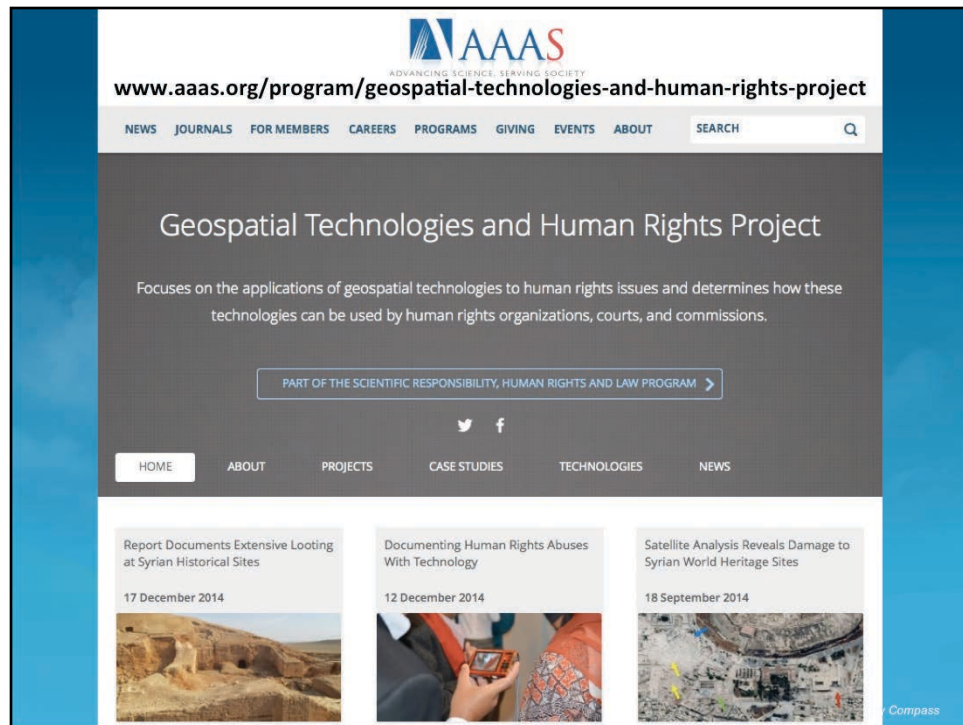 AAAS
ADVANCING SCIENCE, SERVING SOCIETY
www.aaas.org/program/geospatial-technologies-and-human-rights-project
NEWS JOURNALS FOR MEMBERS CAREERS PROGRAMS GIVING EVENTS ABOUT SEARCH
Geospatial Technologies and Human Rights Project
Focuses on the applications of geospatial technologies to human rights issues and determines how these
technologies can be used by human rights organizations, courts, and commissions.
PART OF THE SCIENTIFIC RESPONSIBILITY, HUMAN RIGHTS AND LAW PROGRAM
HOME ABOUT PROJECTS CASE STUDIES TECHNOLOGIES NEWS
Report Documents Extensive Looting
at Syrian Historical Sites
17 December 2014
Documenting Human Rights Abuses
With Technology
12 December 2014
Satellite Analysis Reveals Damage to
Syrian World Heritage Sites
18 September 2014
Compass